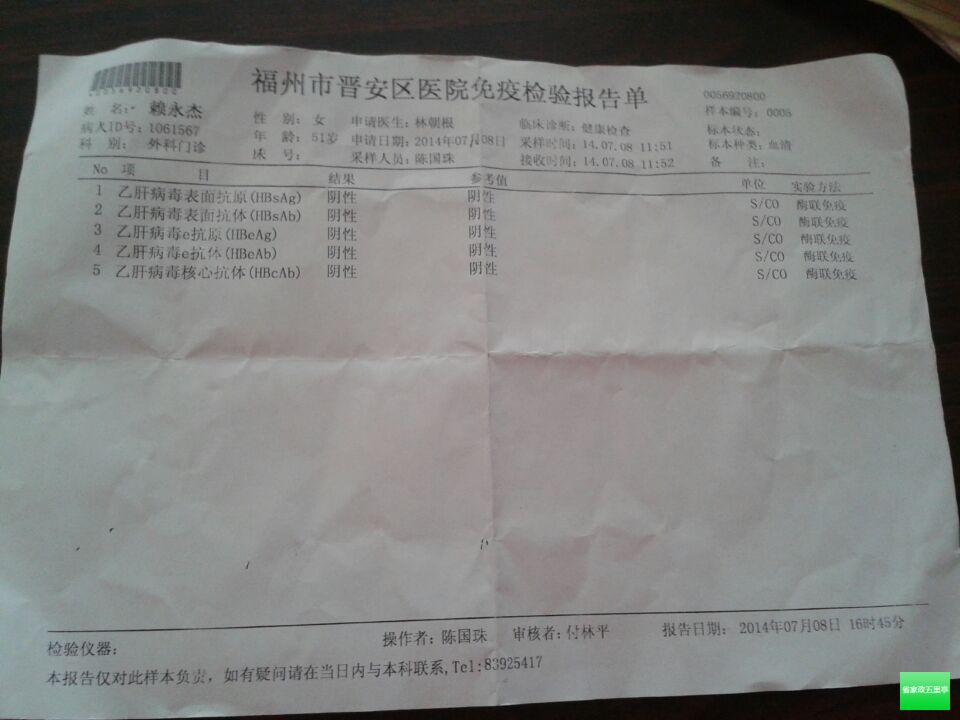 福州市晋安区医院免疫检验报告单
0056920800
0056920800
姓 名: 赖永杰 性 别: 女 申请医生: 林朝根 临床诊断: 健康检查 样本编号: 0005
病人ID号: 1061567 年 龄: 51岁 申请日期: 2014年07月08日 采样时间: 14.07.08 11:51 标本状态:
科 别: 外科门诊 床 号: 采样人员: 陈国珠 接收时间: 14.07.08 11:52 标本种类: 血清
备 注:
No 项 目 结果 参考值 单位 实验方法
1 乙肝病毒表面抗原(HBsAg) 阴性 阴性 S/CO 酶联免疫
2 乙肝病毒表面抗体(HBsAb) 阴性 阴性 S/CO 酶联免疫
3 乙肝病毒e抗原(HBeAg) 阴性 阴性 S/CO 酶联免疫
4 乙肝病毒e抗体(HBeAb) 阴性 阴性 S/CO 酶联免疫
5 乙肝病毒核心抗体(HBcAb) 阴性 阴性 S/CO 酶联免疫
检验仪器: 操作者: 陈国珠 审核者: 付林平 报告日期: 2014年07月08日 16时45分
本报告仅对此样本负责, 如有疑问请在当日内与本科联系, Tel:83925417
省家政五里亭